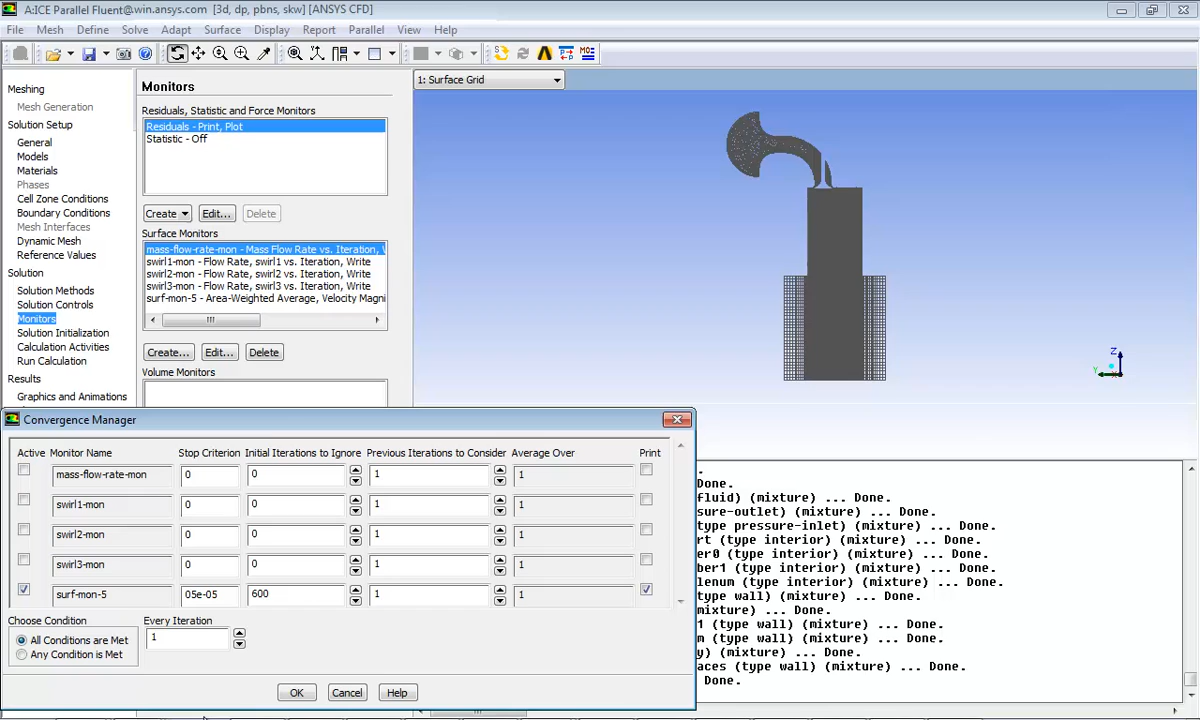 A:ICE Parallel Fluent@win.ansys.com [3d, dp, pbns, skw] [ANSYS CFD]
File Mesh Define Solve Adapt Surface Display Report Parallel View Help
1: Surface Grid
Meshing
Mesh Generation
Solution Setup
General
Models
Materials
Phases
Cell Zone Conditions
Boundary Conditions
Mesh Interfaces
Dynamic Mesh
Reference Values
Solution
Solution Methods
Solution Controls
Monitors
Solution Initialization
Calculation Activities
Run Calculation
Results
Graphics and Animations
Monitors
Residuals, Statistic and Force Monitors
Residuals - Print, Plot
Statistic - Off
Create Edit... Delete
Surface Monitors
mass-flow-rate-mon - Mass Flow Rate vs. Iteration,
swirl1-mon - Flow Rate, swirl1 vs. Iteration, Write
swirl2-mon - Flow Rate, swirl2 vs. Iteration, Write
swirl3-mon - Flow Rate, swirl3 vs. Iteration, Write
surf-mon-5 - Area-Weighted Average, Velocity Magni
Create... Edit... Delete
Volume Monitors
Z
Y
Convergence Manager
Active Monitor Name Stop Criterion Initial Iterations to Ignore Previous Iterations to Consider Average Over Print
mass-flow-rate-mon 0 0 1 1
swirl1-mon 0 0 1 1
swirl2-mon 0 0 1 1
swirl3-mon 0 0 1 1
surf-mon-5 05e-05 600 1 1
Choose Condition Every Iteration
All Conditions are Met 1
Any Condition is Met
OK Cancel Help
.
Done.
fluid) (mixture) ... Done.
sure-outlet) (mixture) ... Done.
type pressure-inlet) (mixture) ... Done.
rt (type interior) (mixture) ... Done.
er0 (type interior) (mixture) ... Done.
ber1 (type interior) (mixture) ... Done.
lenum (type interior) (mixture) ... Done.
type wall) (mixture) ... Done.
mixture) ... Done.
1 (type wall) (mixture) ... Done.
m (type wall) (mixture) ... Done.
y) (mixture) ... Done.
aces (type wall) (mixture) ... Done.
Done.